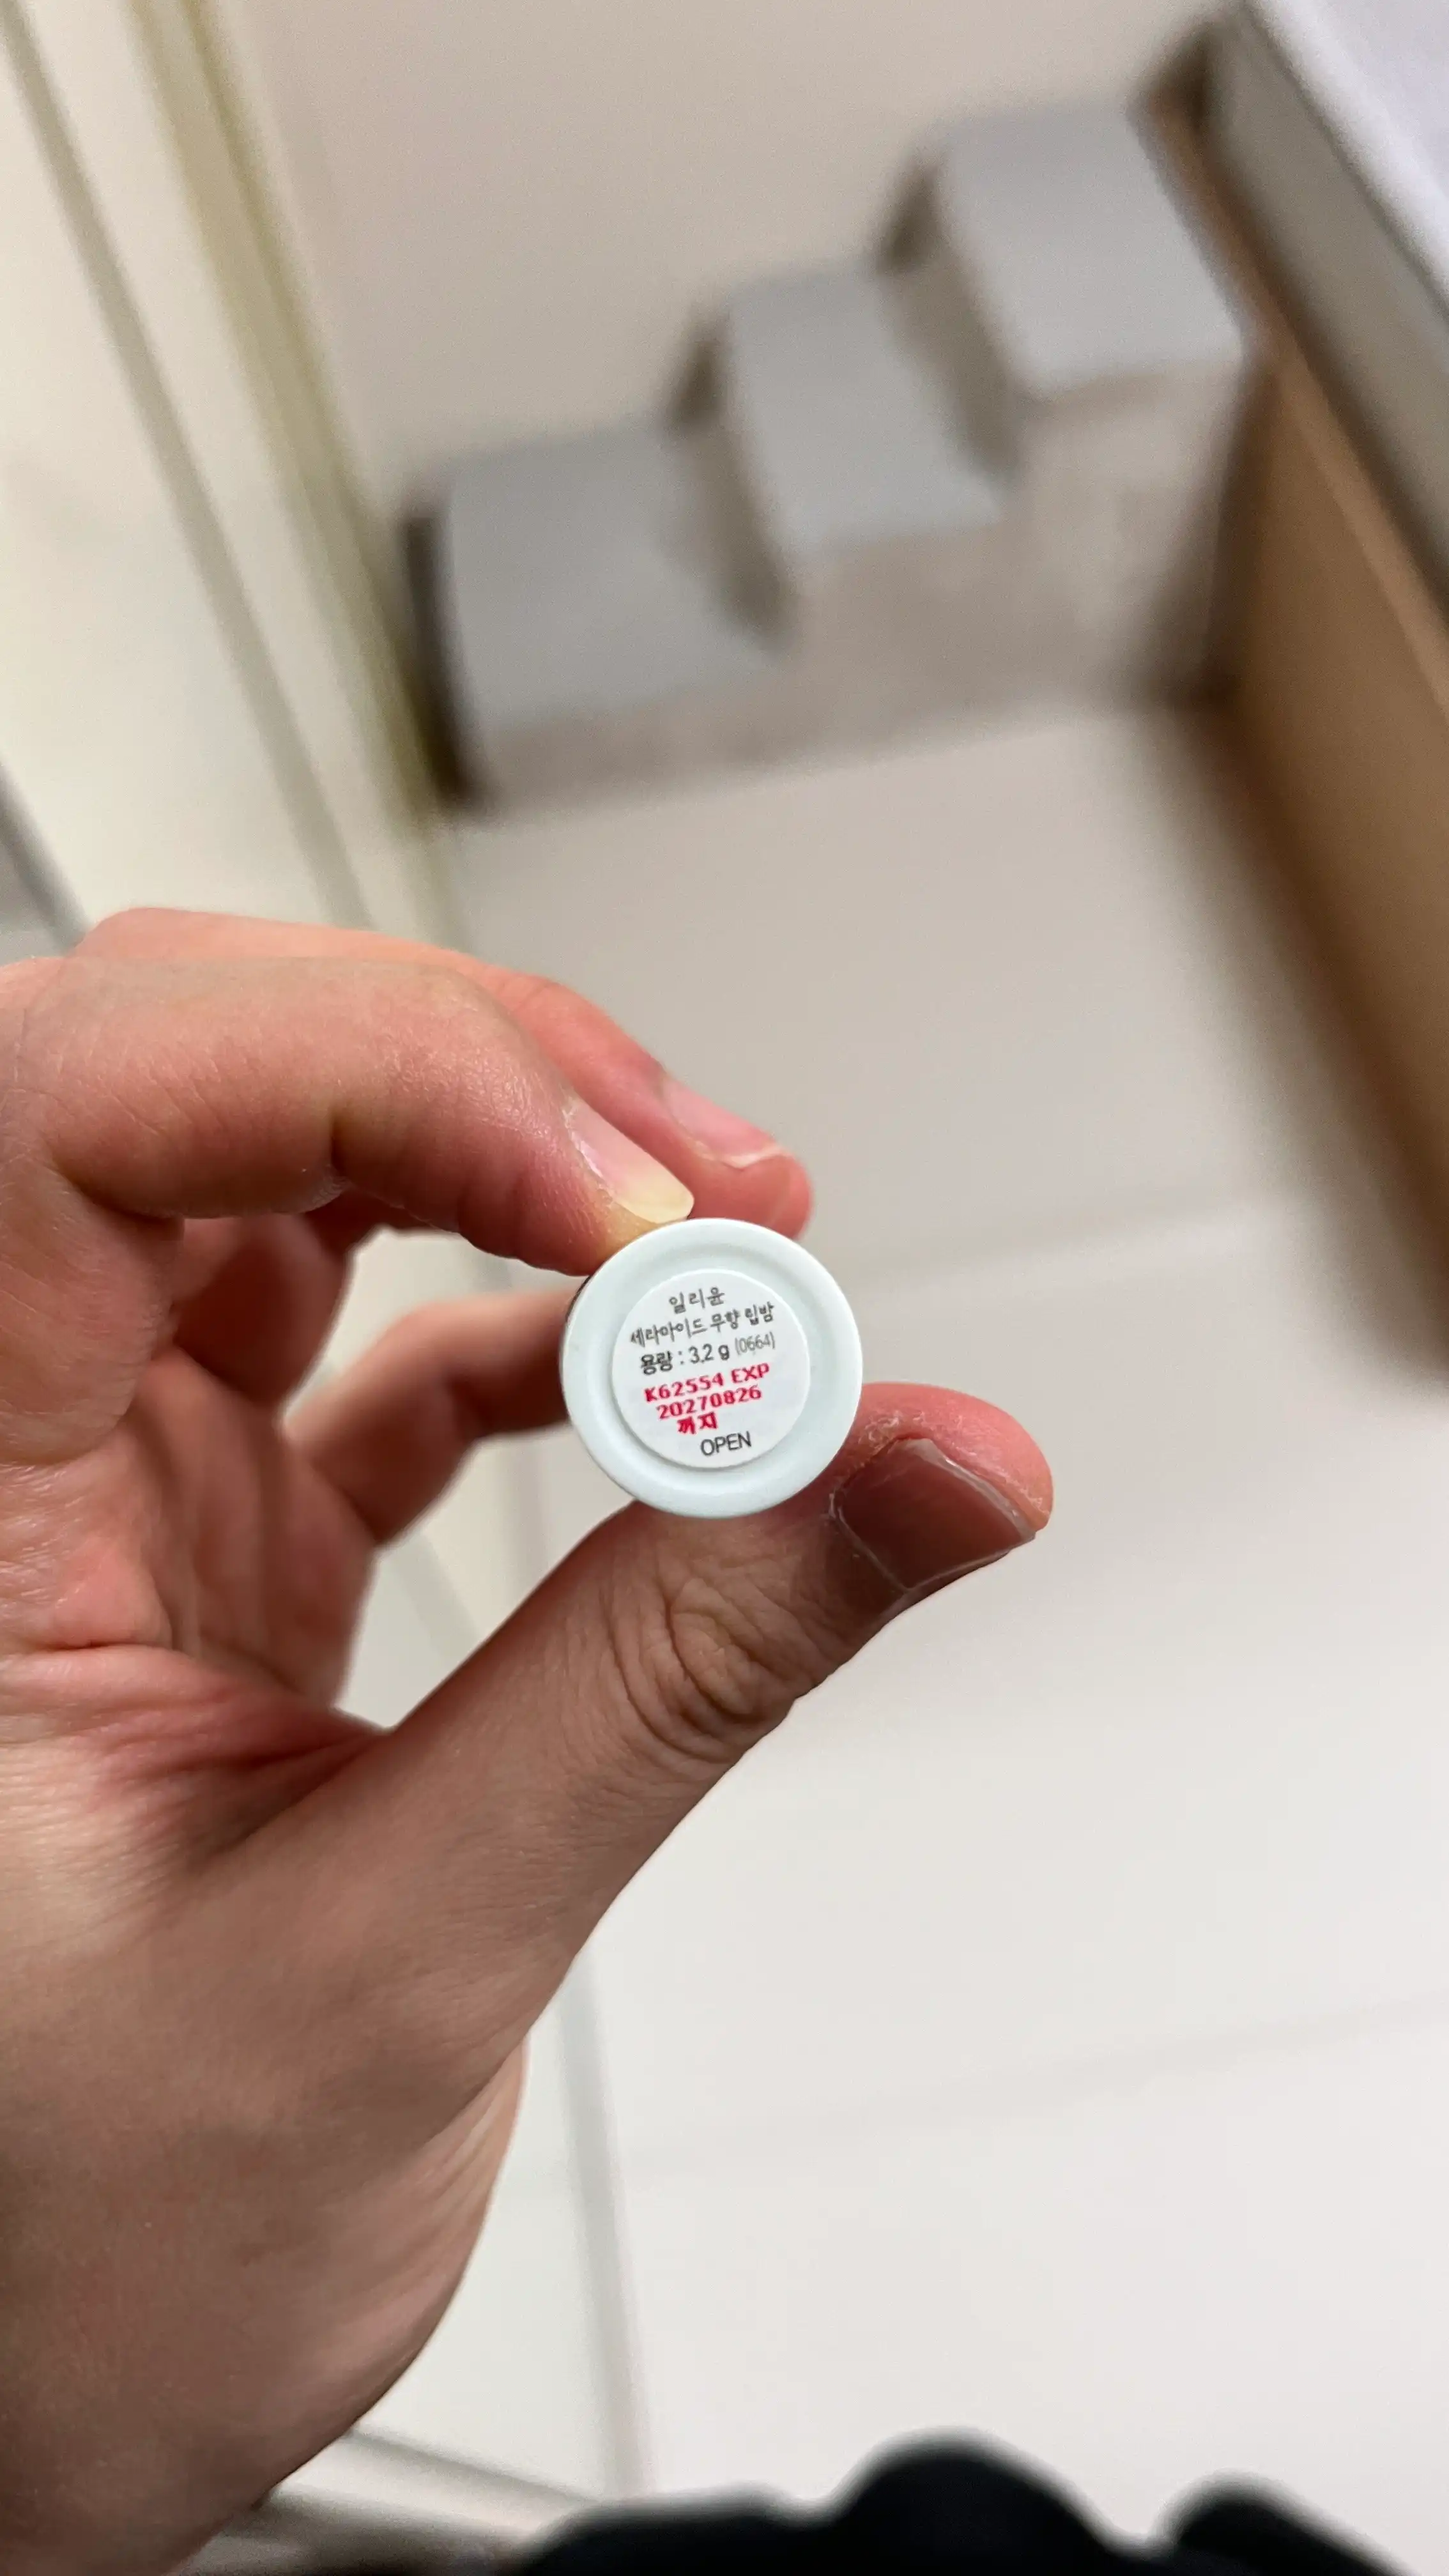 일리윤
세라마이드 무향 립밤
용량 : 3.2 g (0664)
K62554 EXP
20270826
까지
OPEN